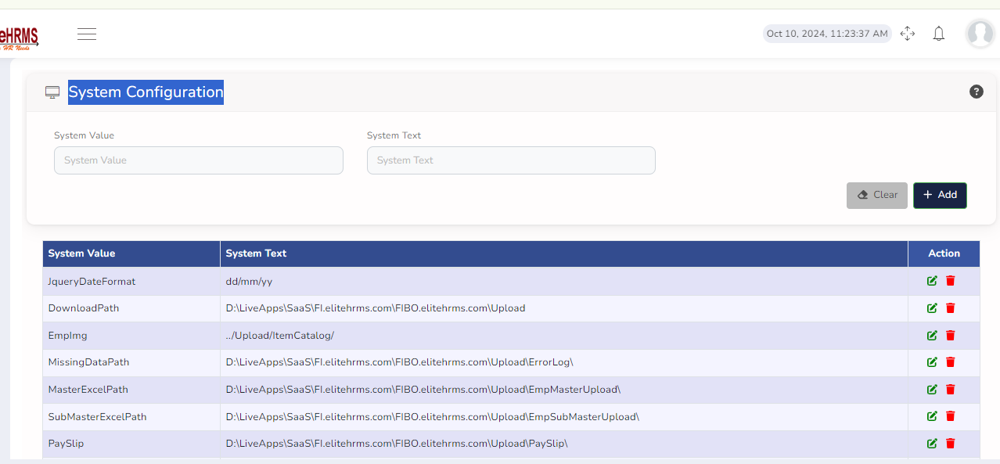 eHRMS
HR Needs
Oct 10, 2024, 11:23:37 AM
System Configuration
?
System Value System Text
System Value System Text
Clear + Add
System Value System Text Action
JqueryDateFormat dd/mm/yy
DownloadPath D:\LiveApps\SaaS\FI.elitehrms.com\FIBO.elitehrms.com\Upload
EmpImg ../Upload/ItemCatalog/
MissingDataPath D:\LiveApps\SaaS\FI.elitehrms.com\FIBO.elitehrms.com\Upload\ErrorLog\
MasterExcelPath D:\LiveApps\SaaS\FI.elitehrms.com\FIBO.elitehrms.com\Upload\EmpMasterUpload\
SubMasterExcelPath D:\LiveApps\SaaS\FI.elitehrms.com\FIBO.elitehrms.com\Upload\EmpSubMasterUpload\
PaySlip D:\LiveApps\SaaS\FI.elitehrms.com\FIBO.elitehrms.com\Upload\PaySlip\